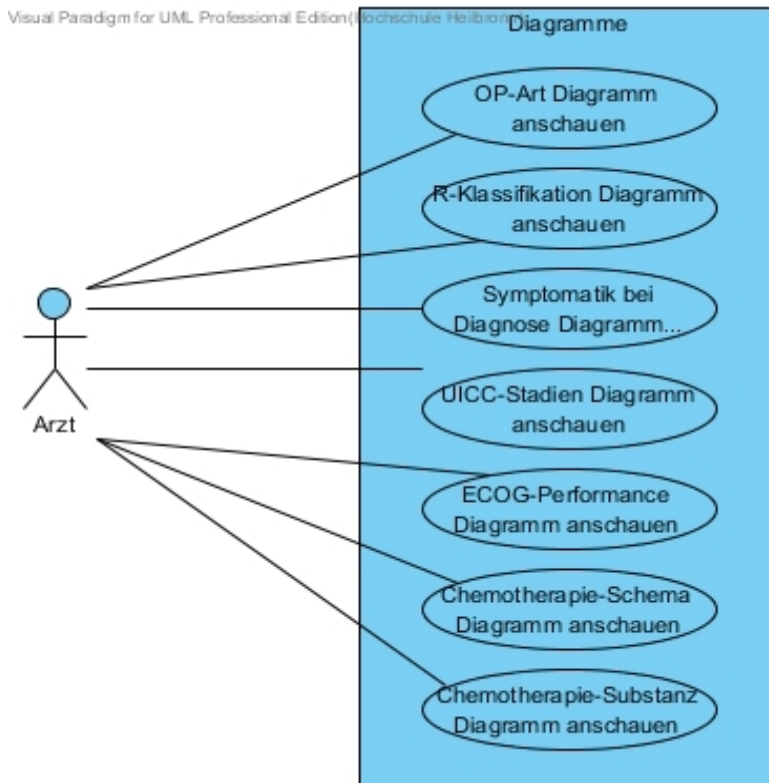 Visual Paradigm for UML Professional Edition(Hochschule Heilbronn)
Diagramme
OP-Art Diagramm
anschauen
R-Klassifikation Diagramm
anschauen
Symptomatik bei
Diagnose Diagramm...
UICC-Stadien Diagramm
anschauen
Arzt
ECOG-Performance
Diagramm anschauen
Chemotherapie-Schema
Diagramm anschauen
Chemotherapie-Substanz
Diagramm anschauen